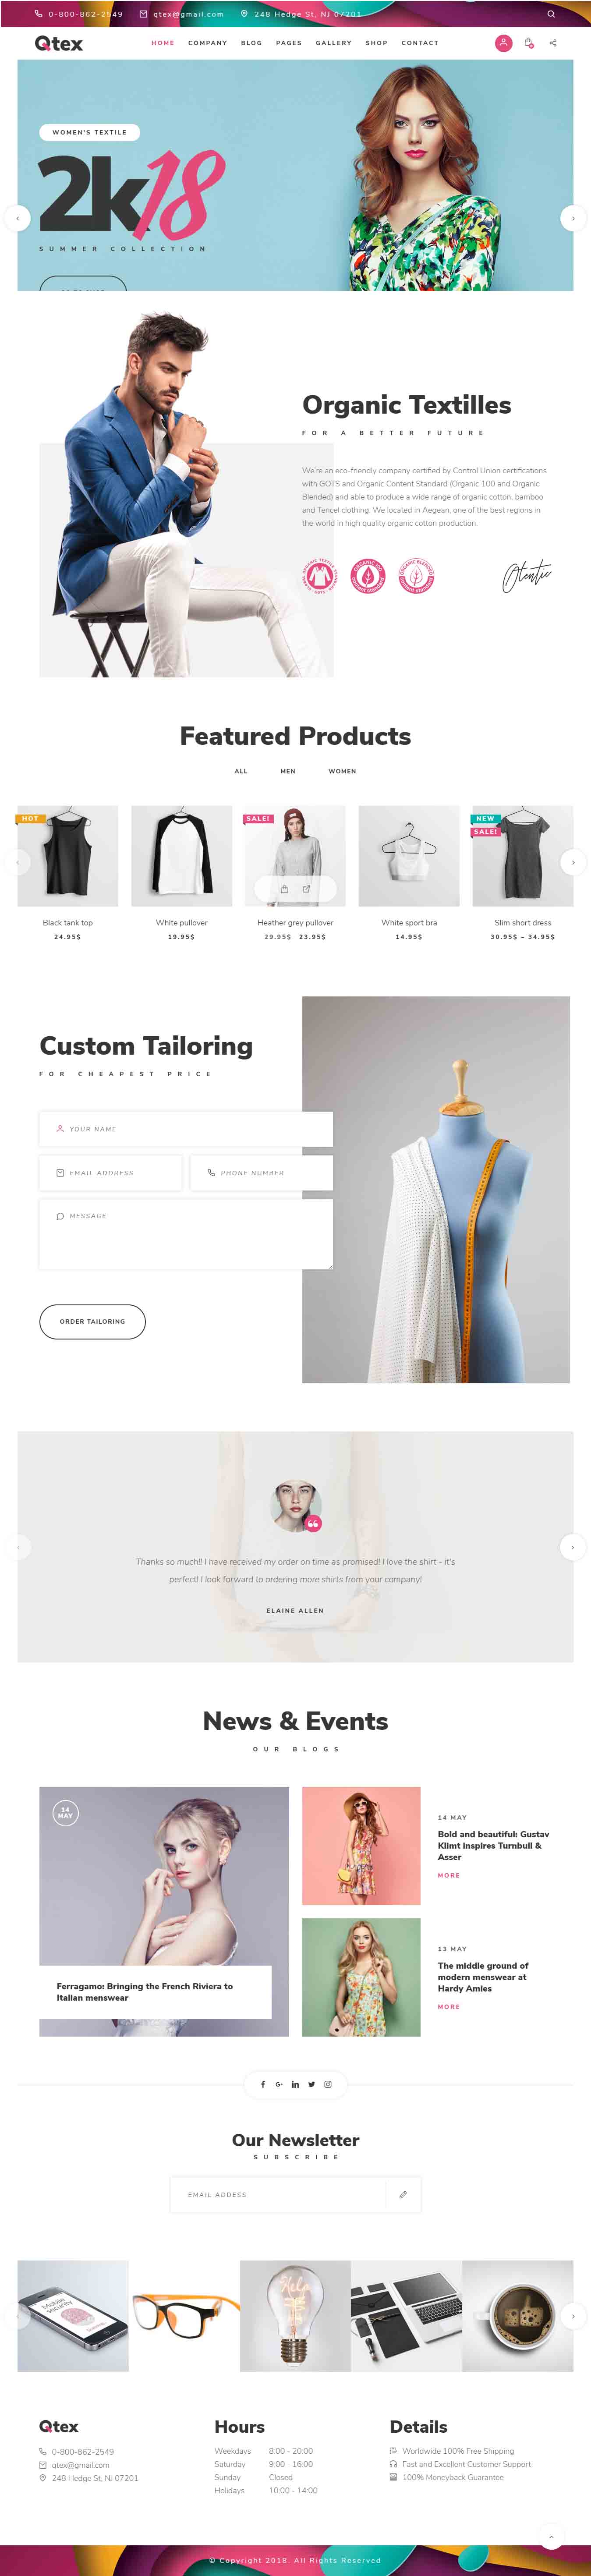 0-800-862-2549 qtex@gmail.com 248 Hedge St, NJ 07201
Qtex
HOME COMPANY BLOG PAGES GALLERY SHOP CONTACT
WOMEN'S TEXTILE
2k18
SUMMER COLLECTION
Organic Textilles
FOR A BETTER FUTURE
We're an eco-friendly company certified by Control Union certifications
with GOTS and Organic Content Standard (Organic 100 and Organic
Blended) and able to produce a wide range of organic cotton, bamboo
and Tencel clothing. We located in Aegean, one of the best regions in
the world in high quality organic cotton production.
Otentic
Featured Products
ALL MEN WOMEN
HOT
SALE!
NEW
SALE!
Black tank top
24.95$
White pullover
19.95$
Heather grey pullover
29.95$ 23.95$
White sport bra
14.95$
Slim short dress
30.95$ – 34.95$
Custom Tailoring
FOR CHEAPEST PRICE
YOUR NAME
EMAIL ADDRESS
PHONE NUMBER
MESSAGE
ORDER TAILORING
Thanks so much!! I have received my order on time as promised! I love the shirt - it's
perfect! I look forward to ordering more shirts from your company!
ELAINE ALLEN
News & Events
OUR BLOGS
14
MAY
Ferragamo: Bringing the French Riviera to
Italian menswear
14 MAY
Bold and beautiful: Gustav
Klimt inspires Turnbull &
Asser
MORE
13 MAY
The middle ground of
modern menswear at
Hardy Amies
MORE
Our Newsletter
SUBSCRIBE
EMAIL ADDESS
Mobile
security
Help
Qtex
0-800-862-2549
qtex@gmail.com
248 Hedge St, NJ 07201
Hours
Weekdays 8:00 - 20:00
Saturday 9:00 - 16:00
Sunday Closed
Holidays 10:00 - 14:00
Details
Worldwide 100% Free Shipping
Fast and Excellent Customer Support
100% Moneyback Guarantee
© Copyright 2018. All Rights Reserved